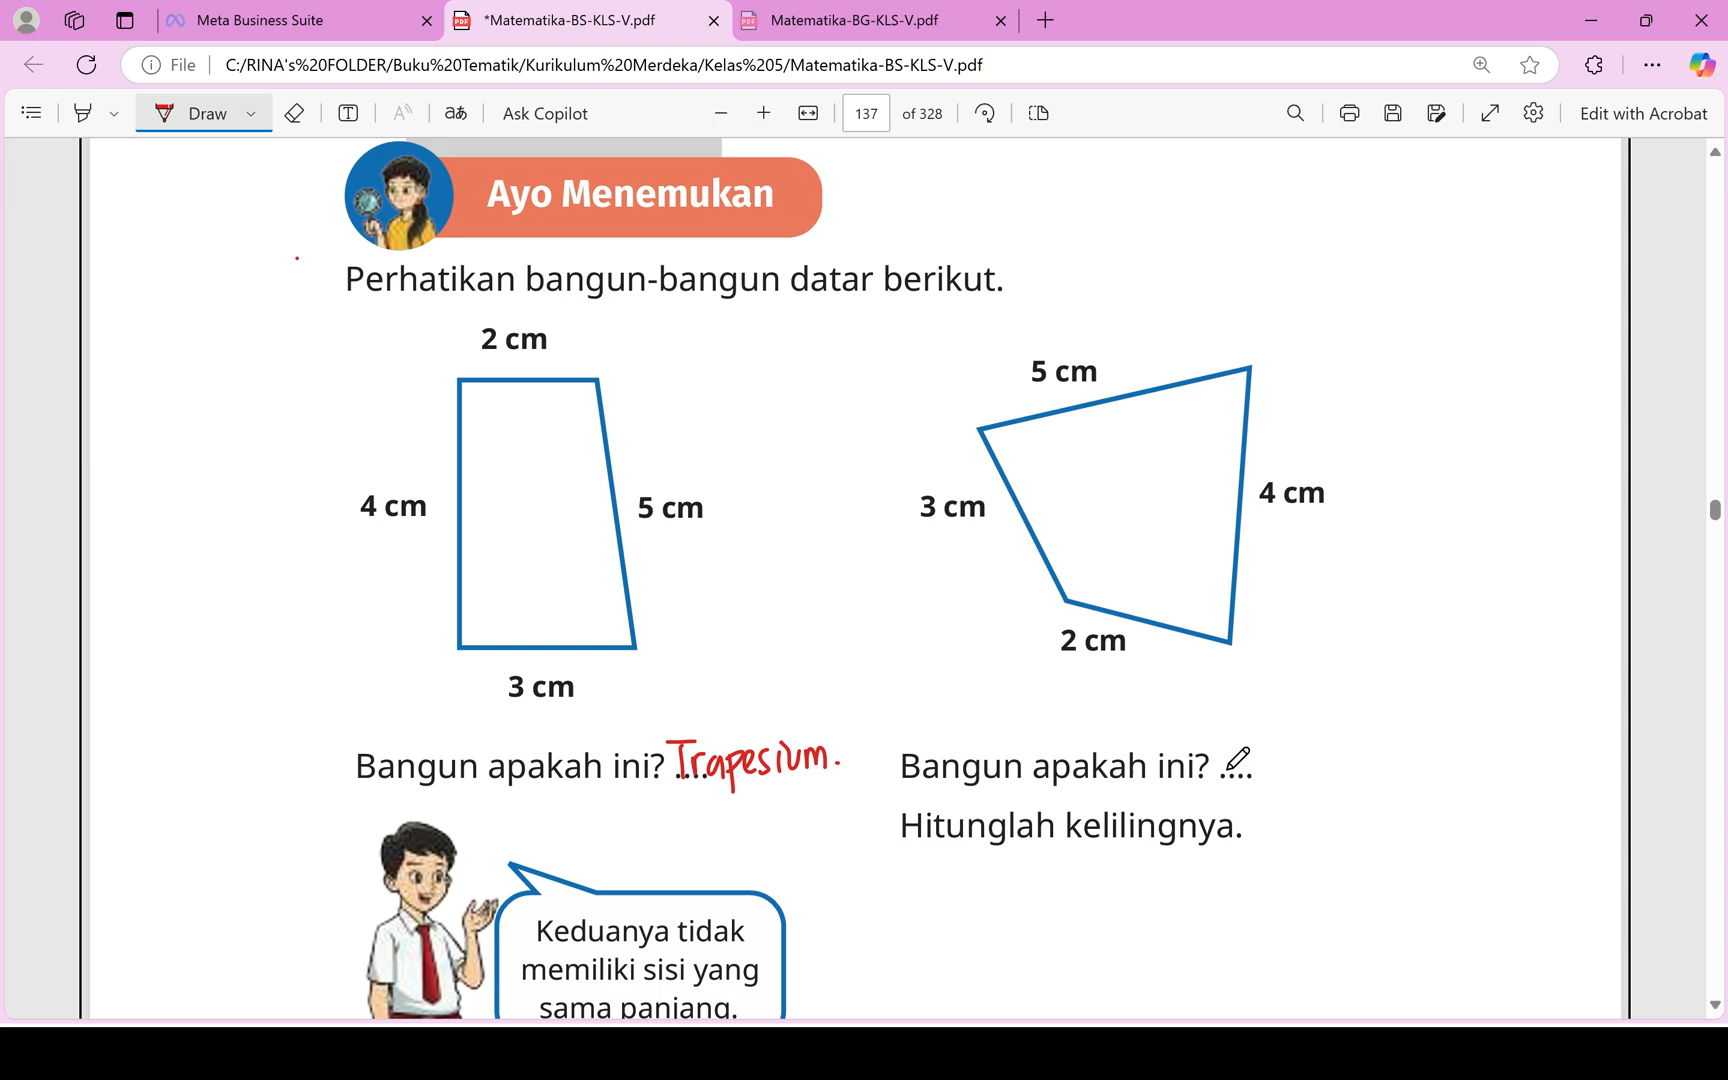 Meta Business Suite
*Matematika-BS-KLS-V.pdf
Matematika-BG-KLS-V.pdf
File
C:/RINA's%20FOLDER/Buku%20Tematik/Kurikulum%20Merdeka/Kelas%205/Matematika-BS-KLS-V.pdf
Draw
aあ
Ask Copilot
137 of 328
Edit with Acrobat
Ayo Menemukan
Perhatikan bangun-bangun datar berikut.
2 cm
4 cm
5 cm
3 cm
5 cm
3 cm
4 cm
2 cm
Bangun apakah ini? .... Trapesium.
Bangun apakah ini? ....
Hitunglah kelilingnya.
Keduanya tidak
memiliki sisi yang
sama panjang.